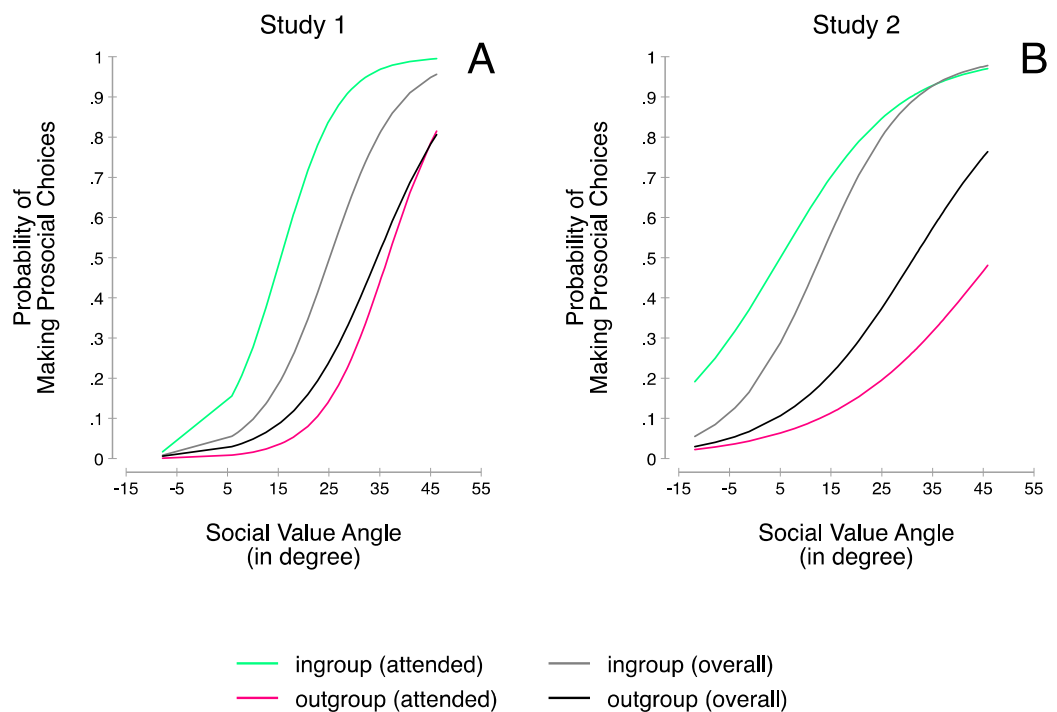 Study 1
A
1
.9
.8
.7
.6
.5
.4
.3
.2
.1
0
Probability of
Making Prosocial Choices
-15 -5 5 15 25 35 45 55
Social Value Angle
(in degree)
Study 2
B
1
.9
.8
.7
.6
.5
.4
.3
.2
.1
0
Probability of
Making Prosocial Choices
-15 -5 5 15 25 35 45 55
Social Value Angle
(in degree)
ingroup (attended) ingroup (overall)
outgroup (attended) outgroup (overall)